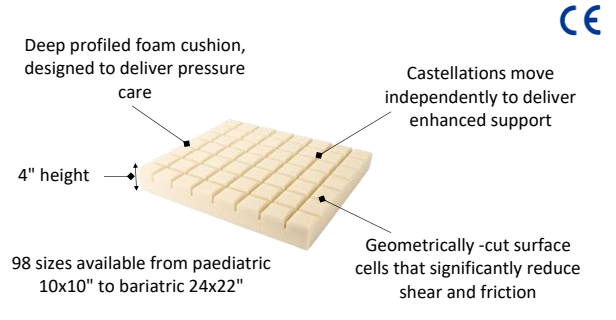 CE
Deep profiled foam cushion,
designed to deliver pressure
care
Castellations move
independently to deliver
enhanced support
4" height
98 sizes available from paediatric
10x10" to bariatric 24x22"
Geometrically -cut surface
cells that significantly reduce
shear and friction